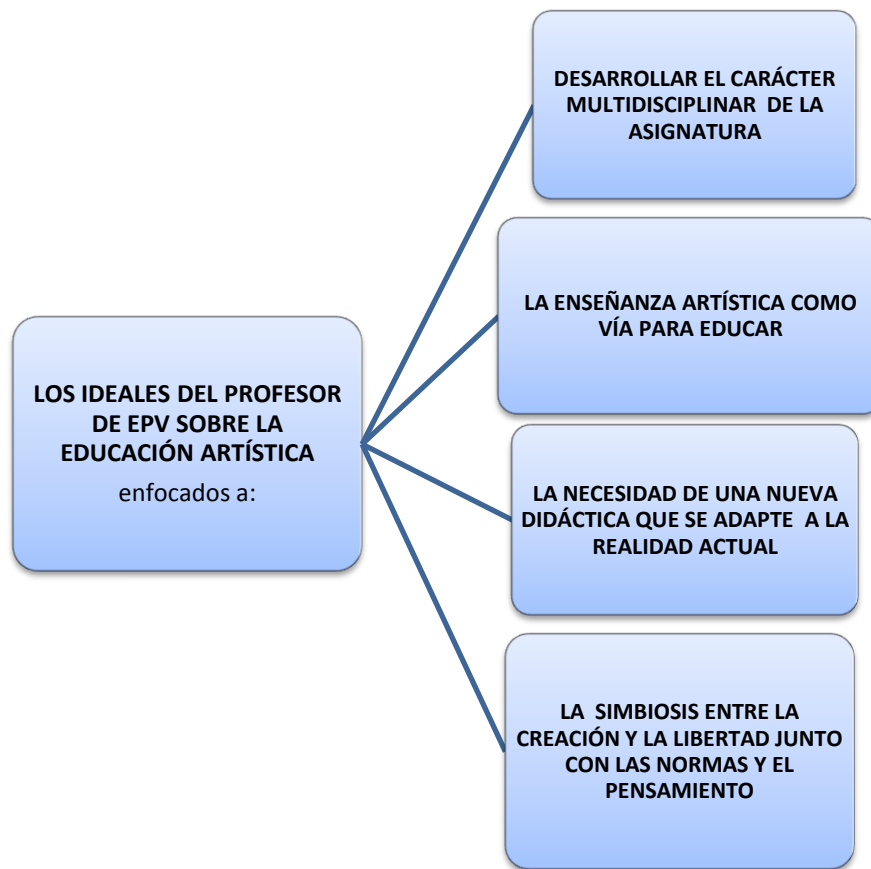 DESARROLLAR EL CARÁCTER
MULTIDISCIPLINAR DE LA
ASIGNATURA
LA ENSEÑANZA ARTÍSTICA COMO
VÍA PARA EDUCAR
LOS IDEALES DEL PROFESOR
DE EPV SOBRE LA
EDUCACIÓN ARTÍSTICA
enfocados a:
LA NECESIDAD DE UNA NUEVA
DIDÁCTICA QUE SE ADAPTE A LA
REALIDAD ACTUAL
LA SIMBIOSIS ENTRE LA
CREACIÓN Y LA LIBERTAD JUNTO
CON LAS NORMAS Y EL
PENSAMIENTO